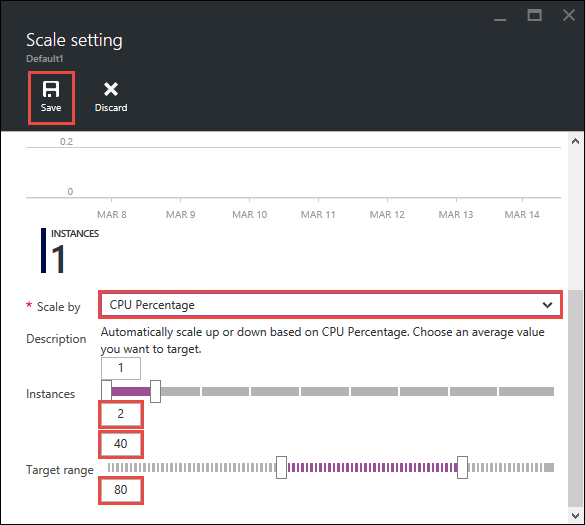 Scale setting
Default1
Save Discard
0.2
0
MAR 8 MAR 9 MAR 10 MAR 11 MAR 12 MAR 13 MAR 14
INSTANCES
1
* Scale by CPU Percentage
Description Automatically scale up or down based on CPU Percentage. Choose an average value
you want to target.
1
Instances
2
40
Target range
80